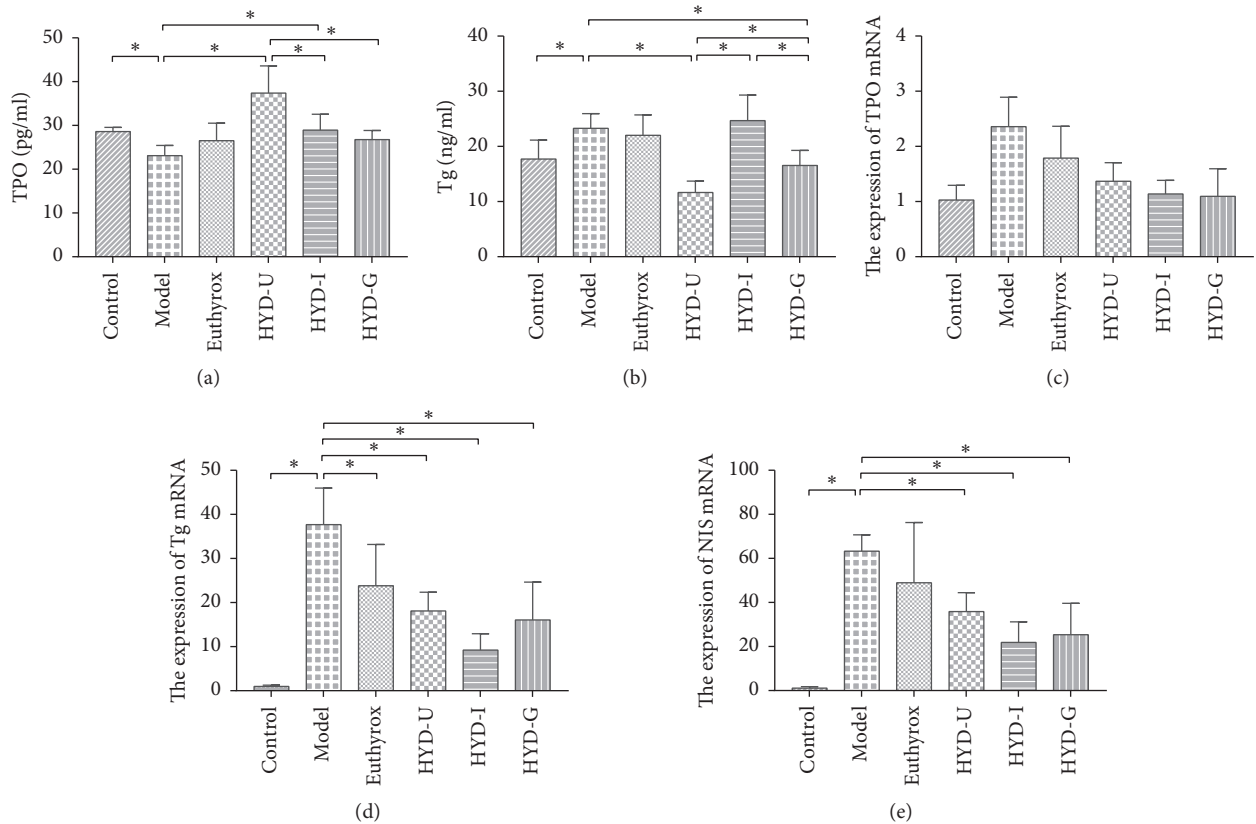 TPO (pg/ml)
50
40
30
20
10
0
* * * * *
Control
Model
Euthyrox
HYD-U
HYD-I
HYD-G
(a)
Tg (ng/ml)
40
30
20
10
0
* * * * * *
Control
Model
Euthyrox
HYD-U
HYD-I
HYD-G
(b)
The expression of TPO mRNA
4
3
2
1
0
Control
Model
Euthyrox
HYD-U
HYD-I
HYD-G
(c)
The expression of Tg mRNA
50
40
30
20
10
0
* * * * *
Control
Model
Euthyrox
HYD-U
HYD-I
HYD-G
(d)
The expression of NIS mRNA
100
80
60
40
20
0
* * * *
Control
Model
Euthyrox
HYD-U
HYD-I
HYD-G
(e)